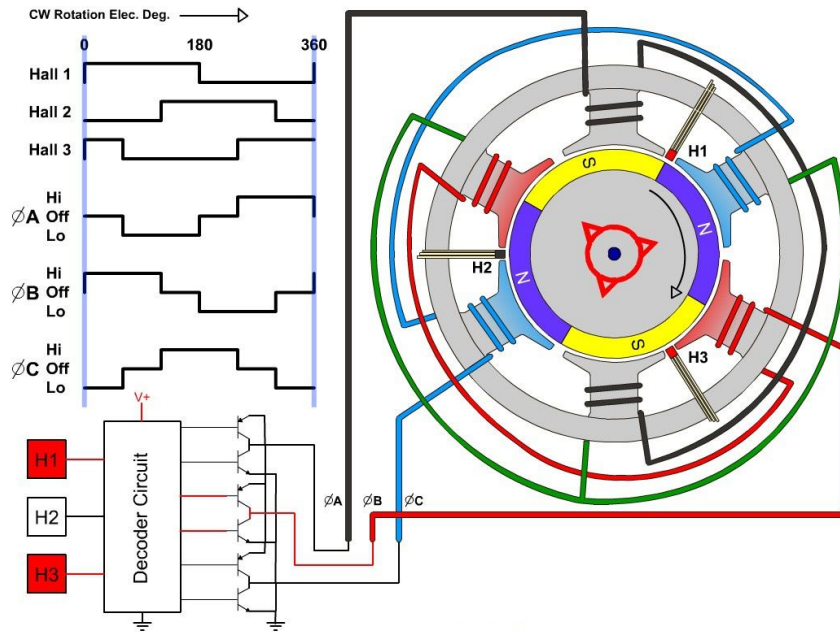 CW Rotation Elec. Deg.
0 180 360
Hall 1
Hall 2
Hall 3
Hi
ØA Off
Lo
Hi
ØB Off
Lo
Hi
ØC Off
Lo
S
H1
N
H2
N
S
H3
V+
H1
H2
H3
Decoder Circuit
ØA ØB ØC